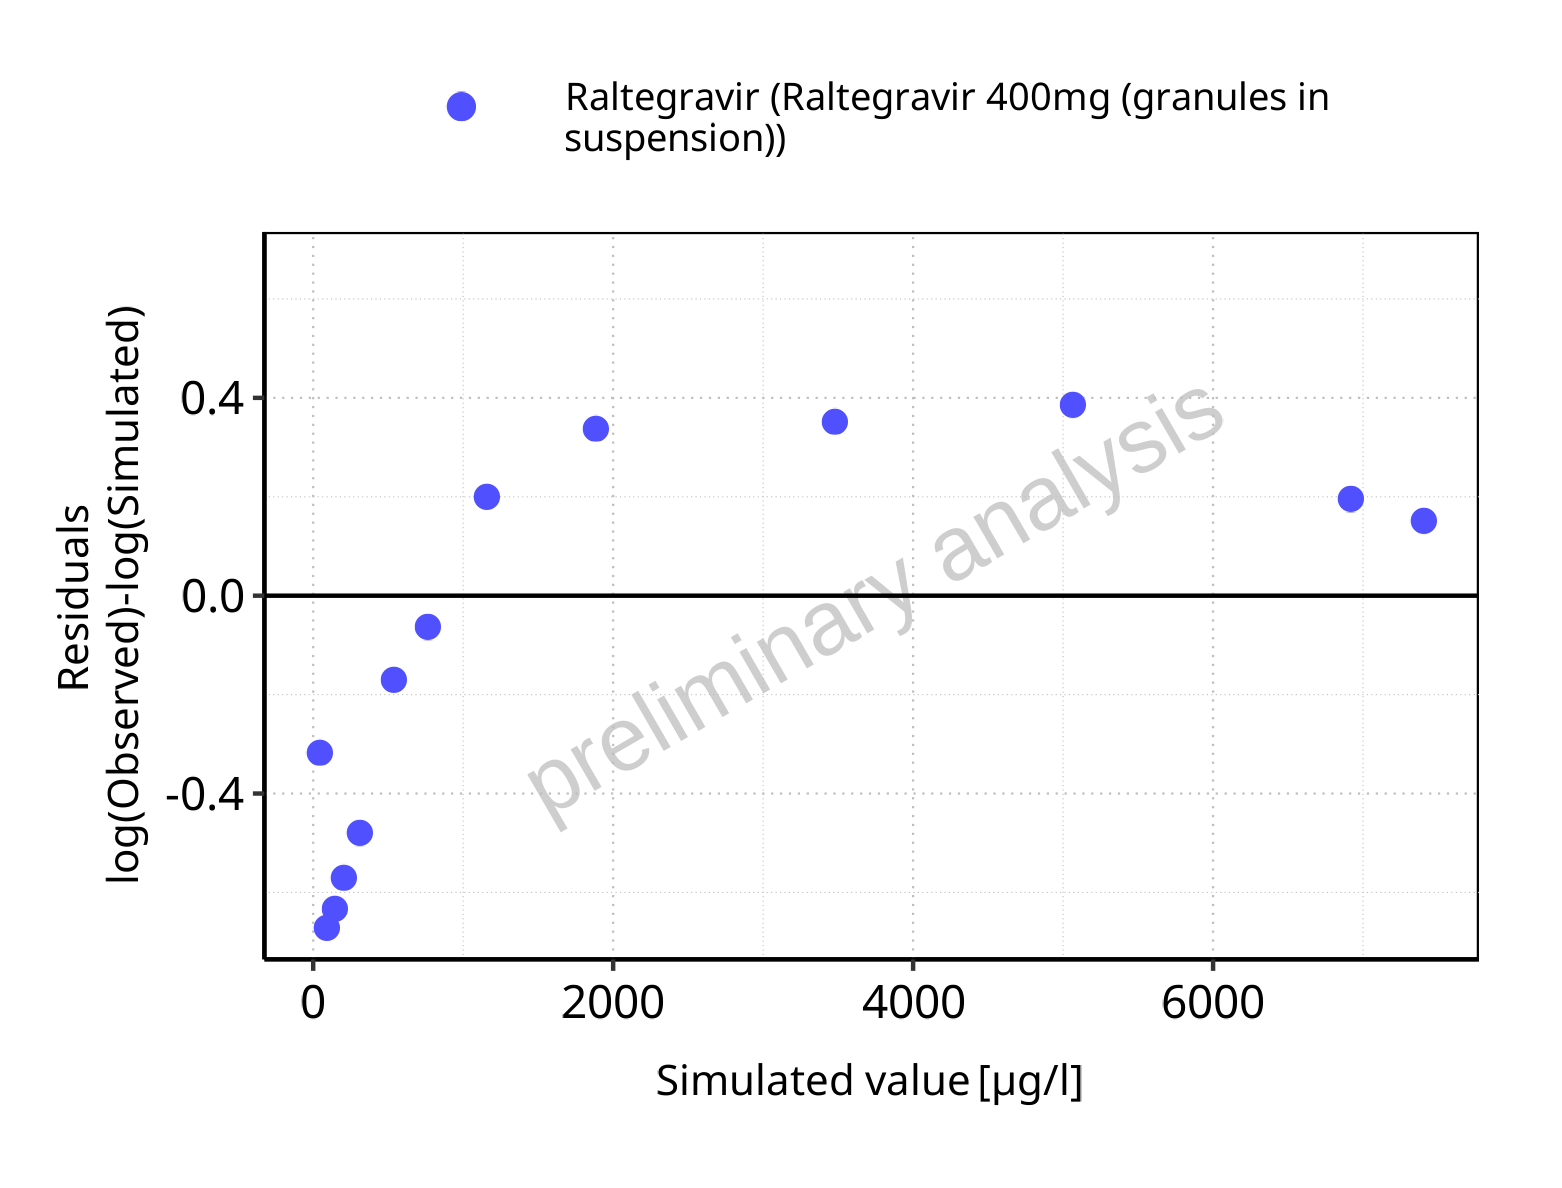 Raltegravir (Raltegravir 400mg (granules in
suspension))
Residuals
log(Observed)-log(Simulated)
0.4
0.0
-0.4
preliminary analysis
0 2000 4000 6000
Simulated value [µg/l]